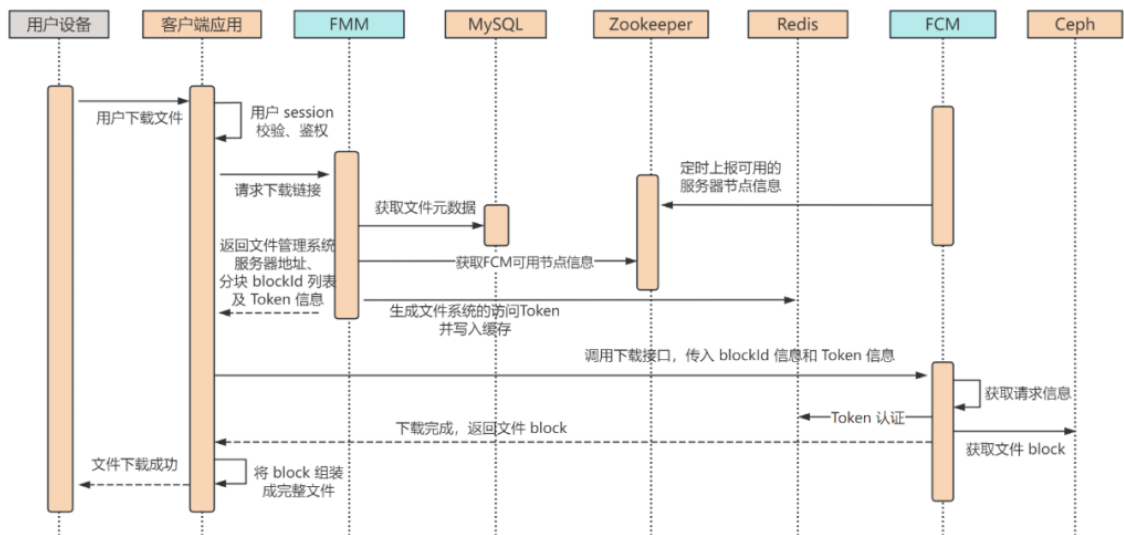 用户设备
客户端应用
FMM
MySQL
Zookeeper
Redis
FCM
Ceph
用户下载文件
用户 session
校验、鉴权
请求下载链接
定时上报可用的
服务器节点信息
获取文件元数据
返回文件管理系统
服务器地址、
分块 blockId 列表
及 Token 信息
获取FCM可用节点信息
生成文件系统的访问Token
并写入缓存
调用下载接口，传入 blockId 信息和 Token 信息
获取请求信息
Token 认证
下载完成，返回文件 block
获取文件 block
文件下载成功
将 block 组装
成完整文件